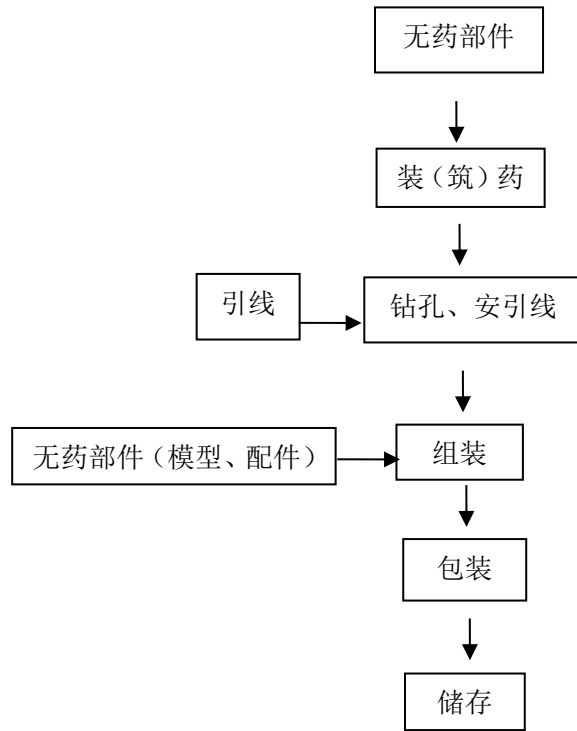 无药部件
装（筑）药
引线
钻孔、安引线
无药部件（模型、配件）
组装
包装
储存